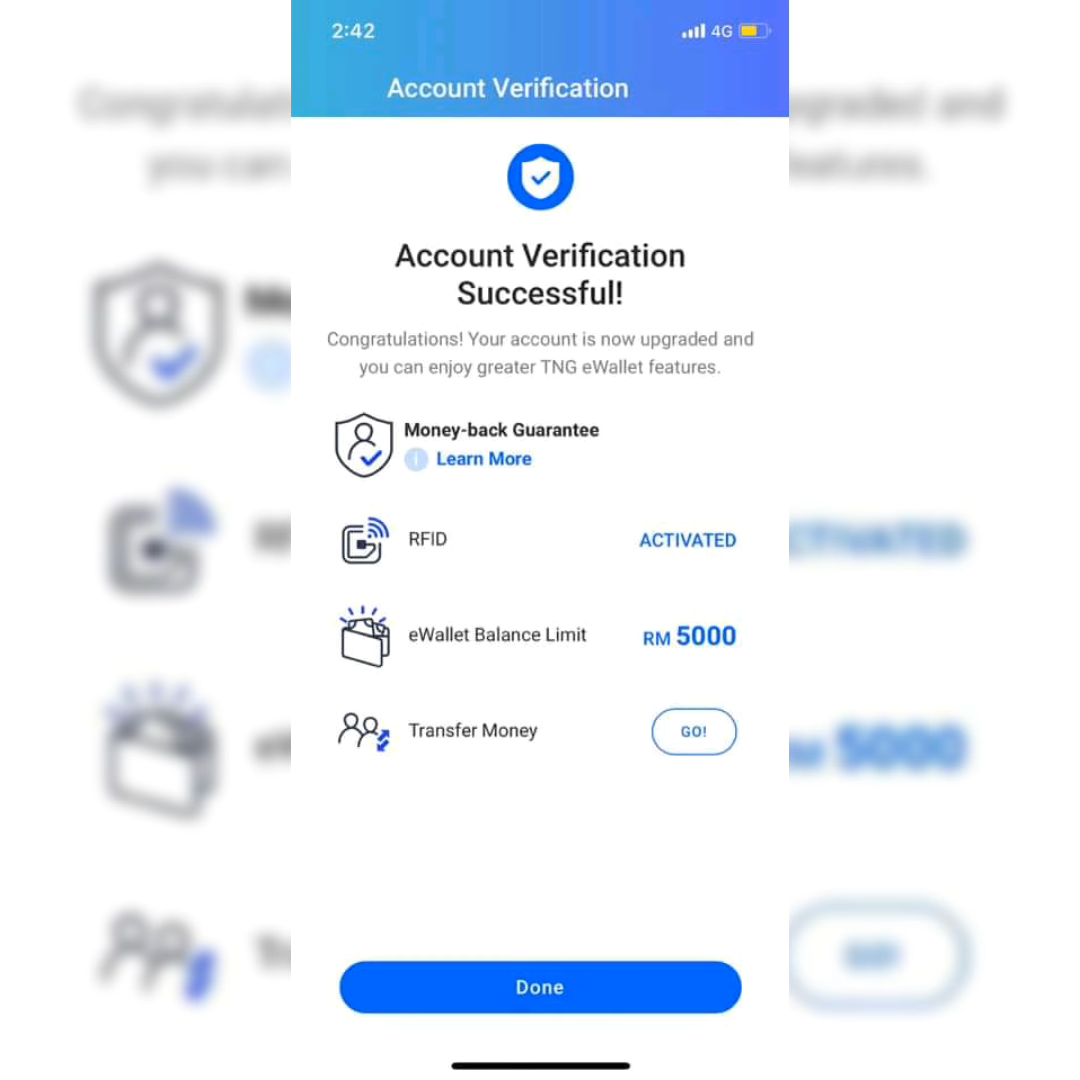 2:42
4G
Account Verification
Account Verification
Successful!
Congratulations! Your account is now upgraded and
you can enjoy greater TNG eWallet features.
Money-back Guarantee
i Learn More
RFID ACTIVATED
eWallet Balance Limit RM 5000
Transfer Money GO!
Done